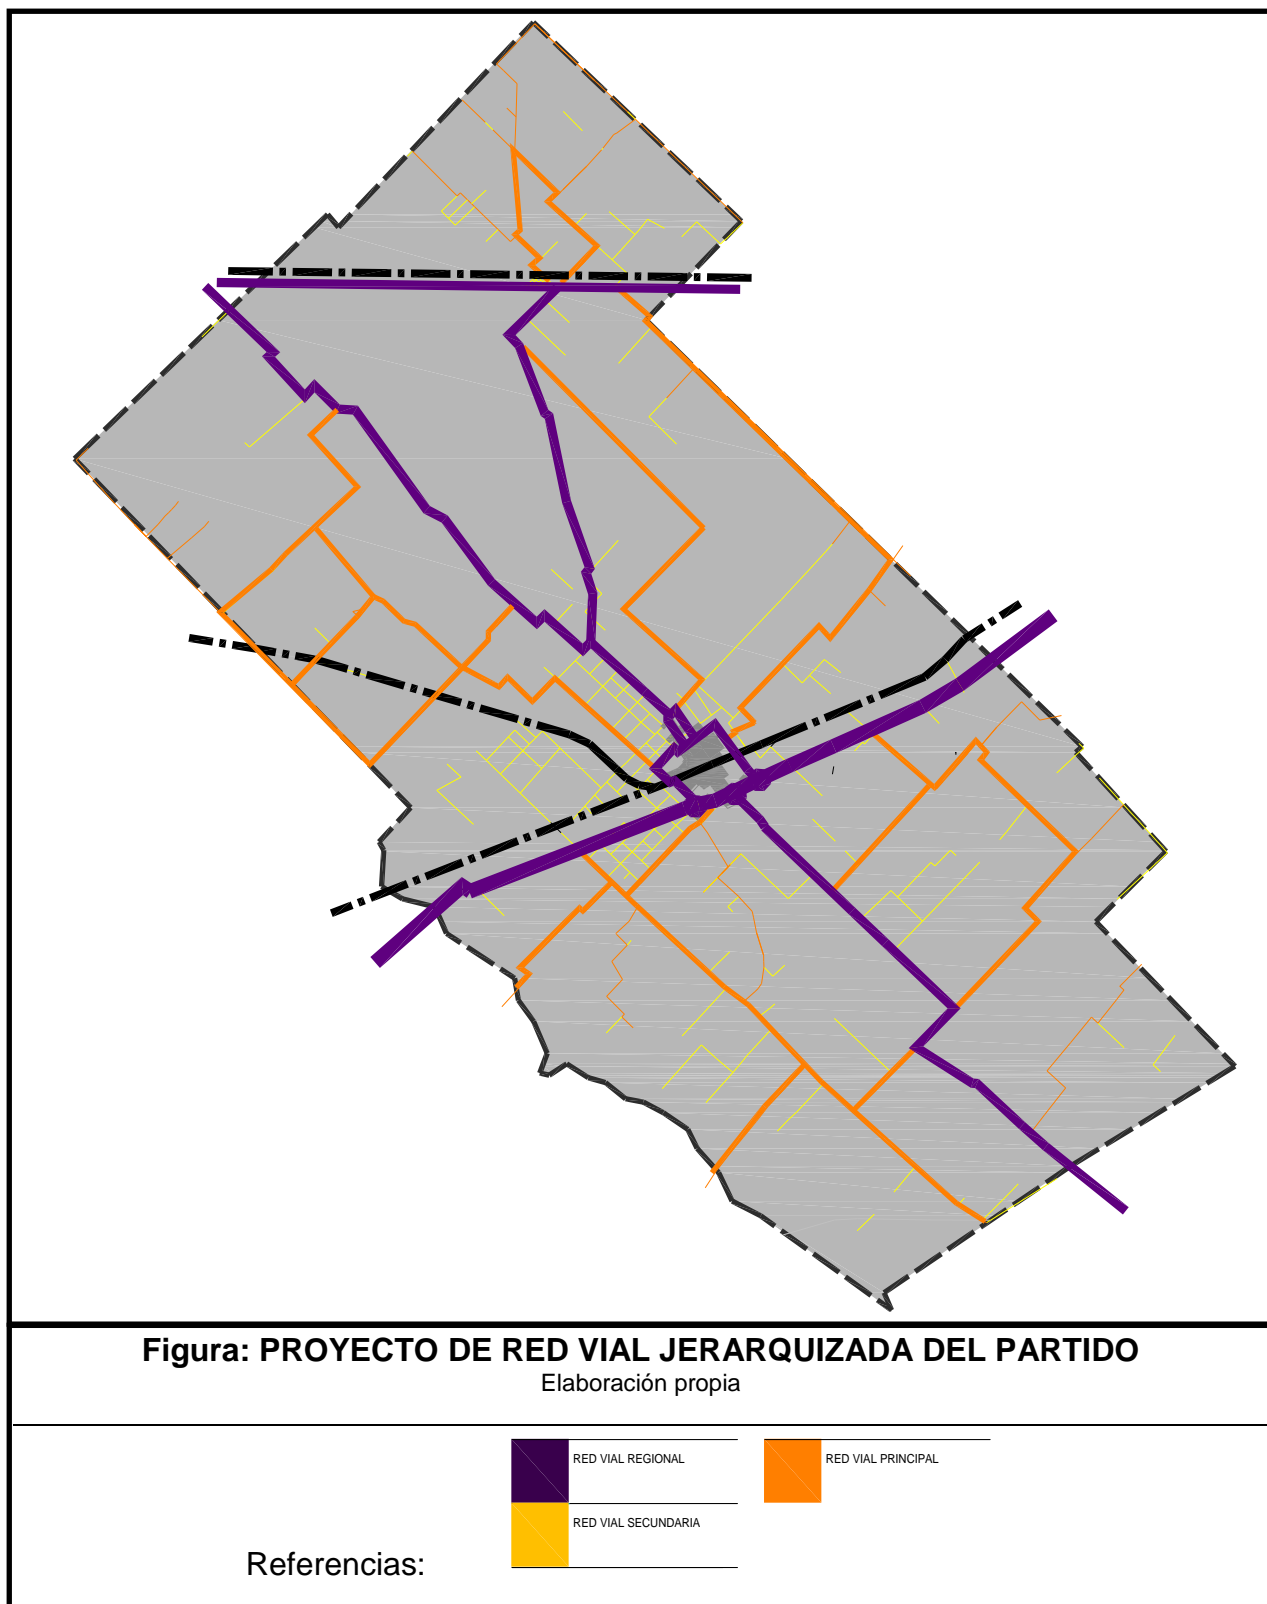 Figura: PROYECTO DE RED VIAL JERARQUIZADA DEL PARTIDO
Elaboración propia
RED VIAL REGIONAL
RED VIAL PRINCIPAL
RED VIAL SECUNDARIA
Referencias: